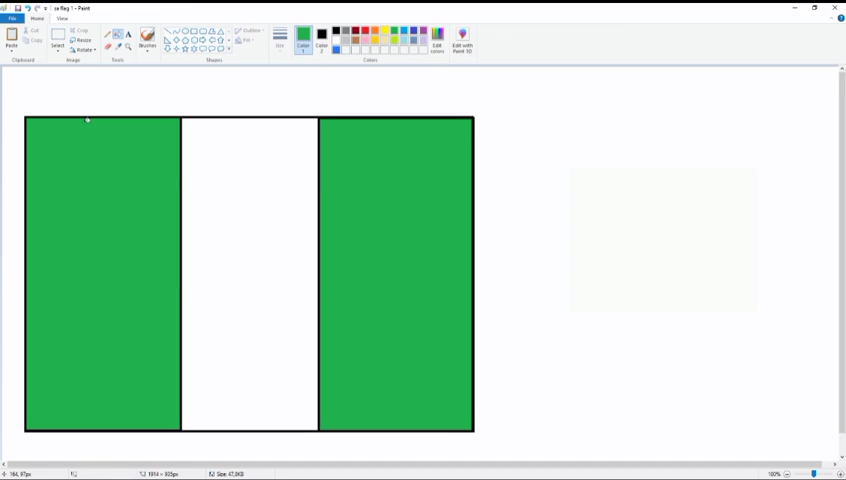 se flag 1 - Paint
File Home View
Paste
Cut
Copy
Clipboard
Select
Crop
Resize
Rotate
Image
A
Tools
Brushes
Outline
Fill
Shapes
Size
Color
1
Color
2
Edit
colors
Colors
Edit with
Paint 3D
164, 97px
1914 × 935px
Size: 47,0KB
100%